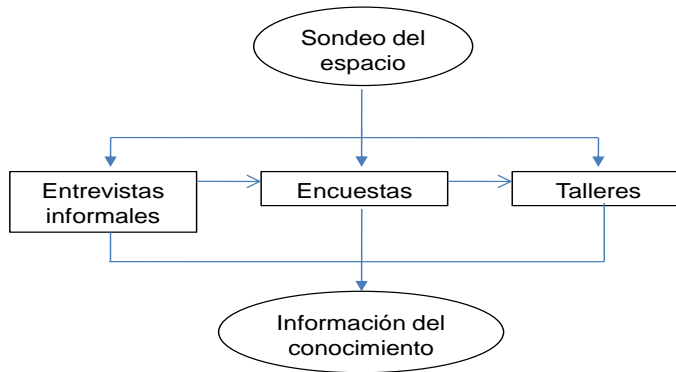 Sondeo del
espacio
Entrevistas
informales
Encuestas
Talleres
Información del
conocimiento